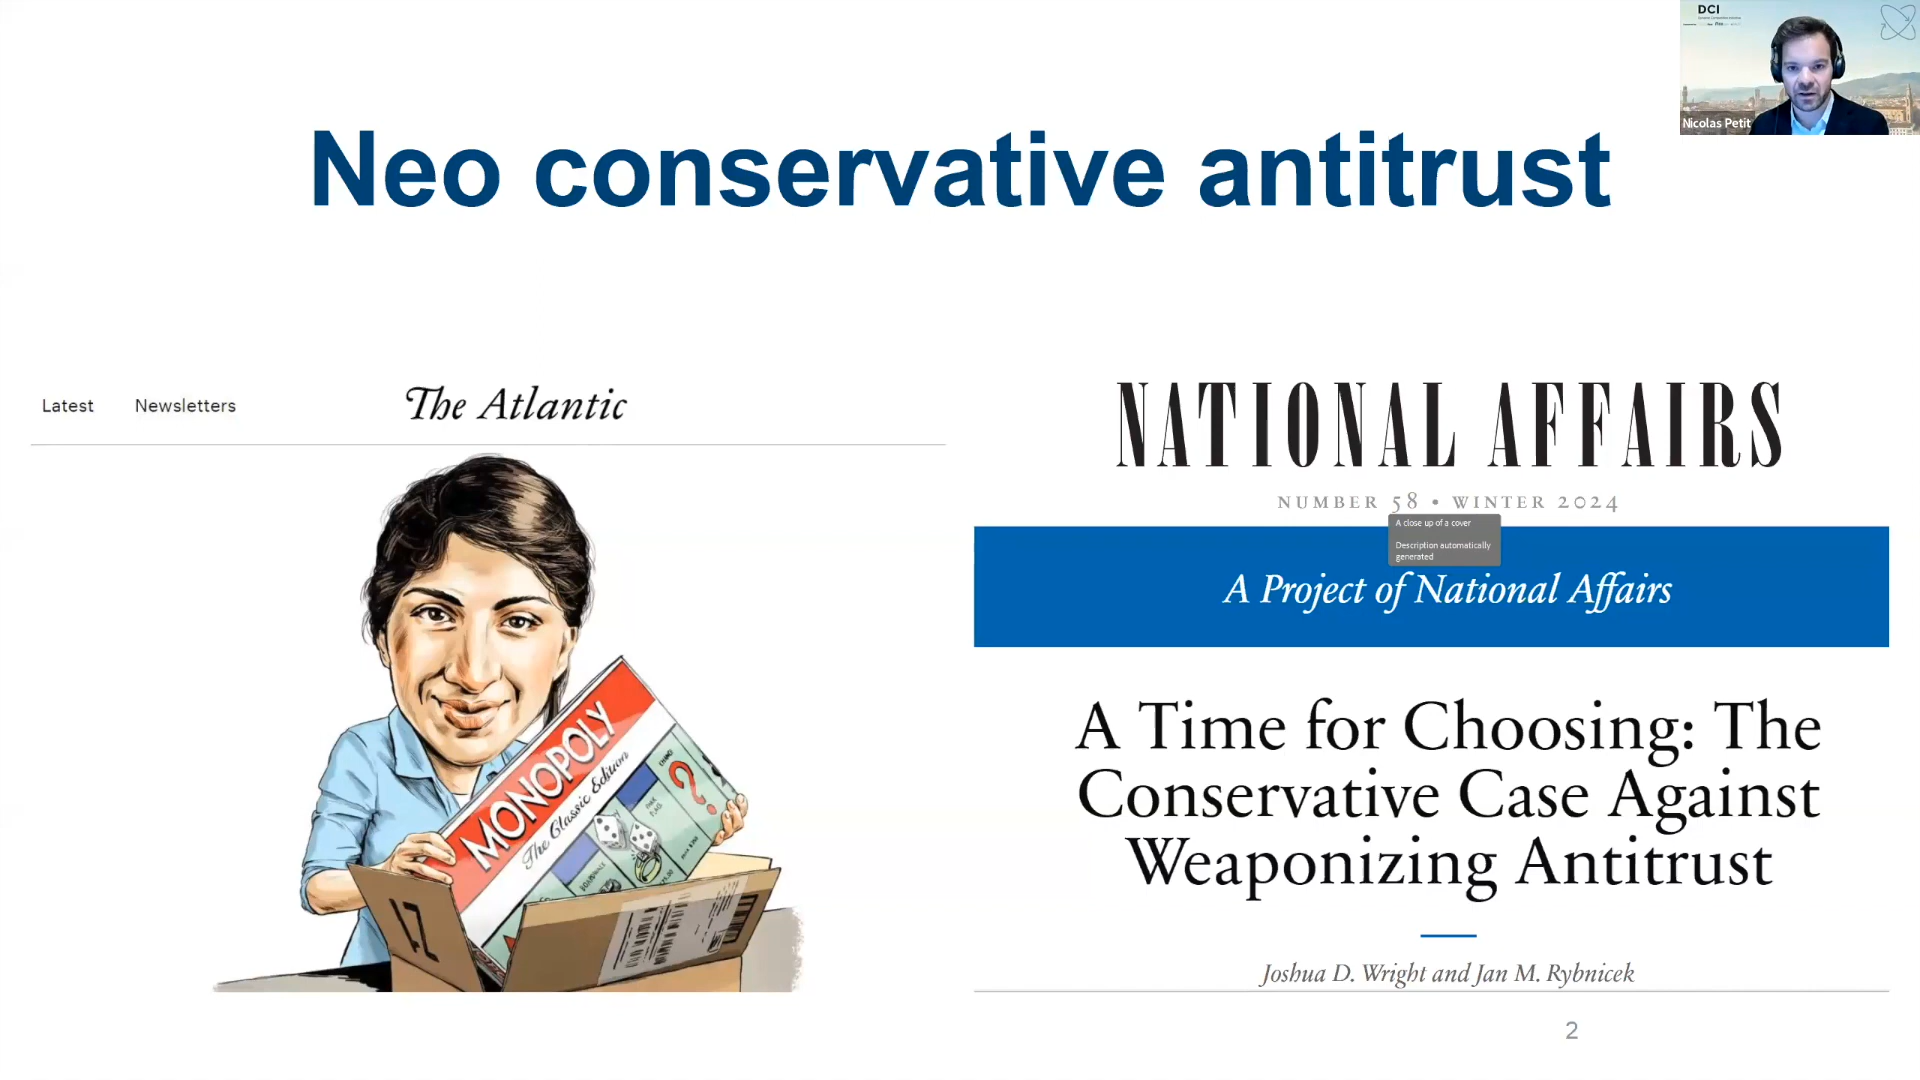 DCI
Nicolas Petit
Neo conservative antitrust
Latest
Newsletters
The Atlantic
MONOPOLY
The Classic Edition
?
NATIONAL AFFAIRS
NUMBER 58 • WINTER 2024
A close up of a cover
Description automatically
generated
A Project of National Affairs
A Time for Choosing: The
Conservative Case Against
Weaponizing Antitrust
Joshua D. Wright and Jan M. Rybnicek
2